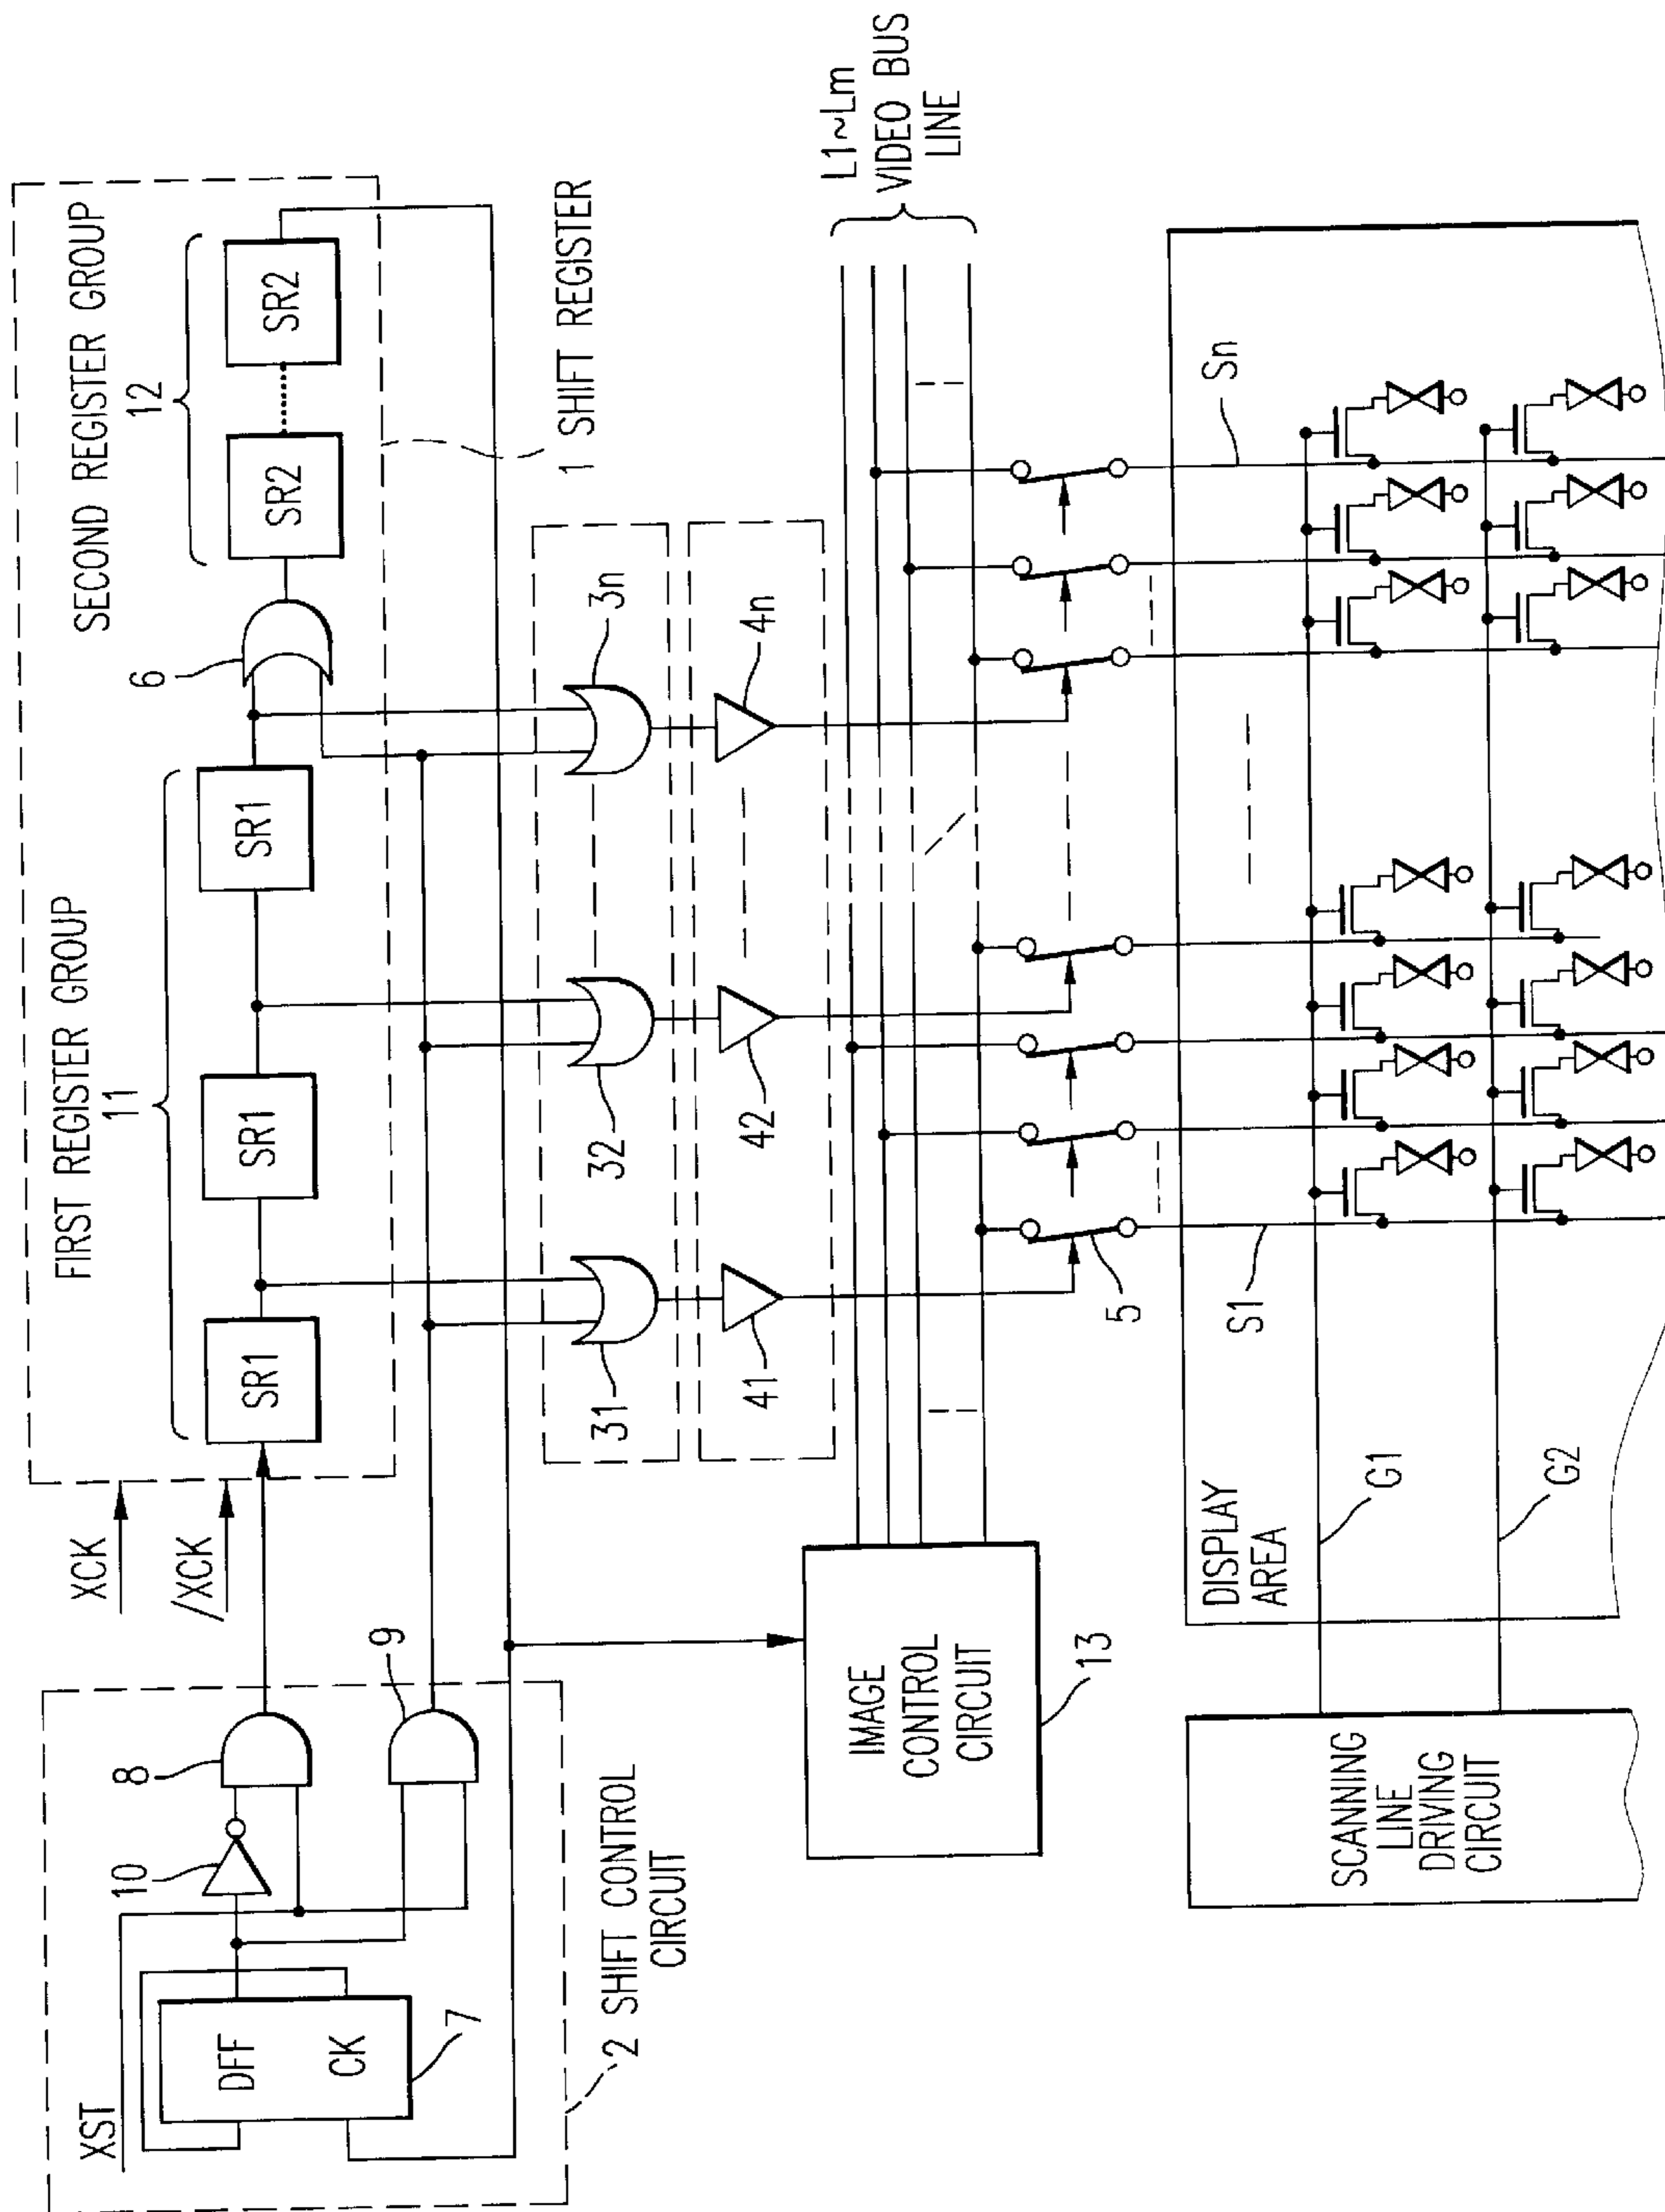 XST
DFF
CK
7
10
8
9
2 SHIFT CONTROL
CIRCUIT
XCK
/XCK
FIRST REGISTER GROUP
11
SR1
SR1
SR1
6
SECOND REGISTER GROUP
12
SR2
SR2
1 SHIFT REGISTER
31
32
3n
41
42
4n
L1~Lm
VIDEO BUS
LINE
IMAGE
CONTROL
CIRCUIT
13
5
S1
Sn
DISPLAY
AREA
G1
G2
SCANNING
LINE
DRIVING
CIRCUIT